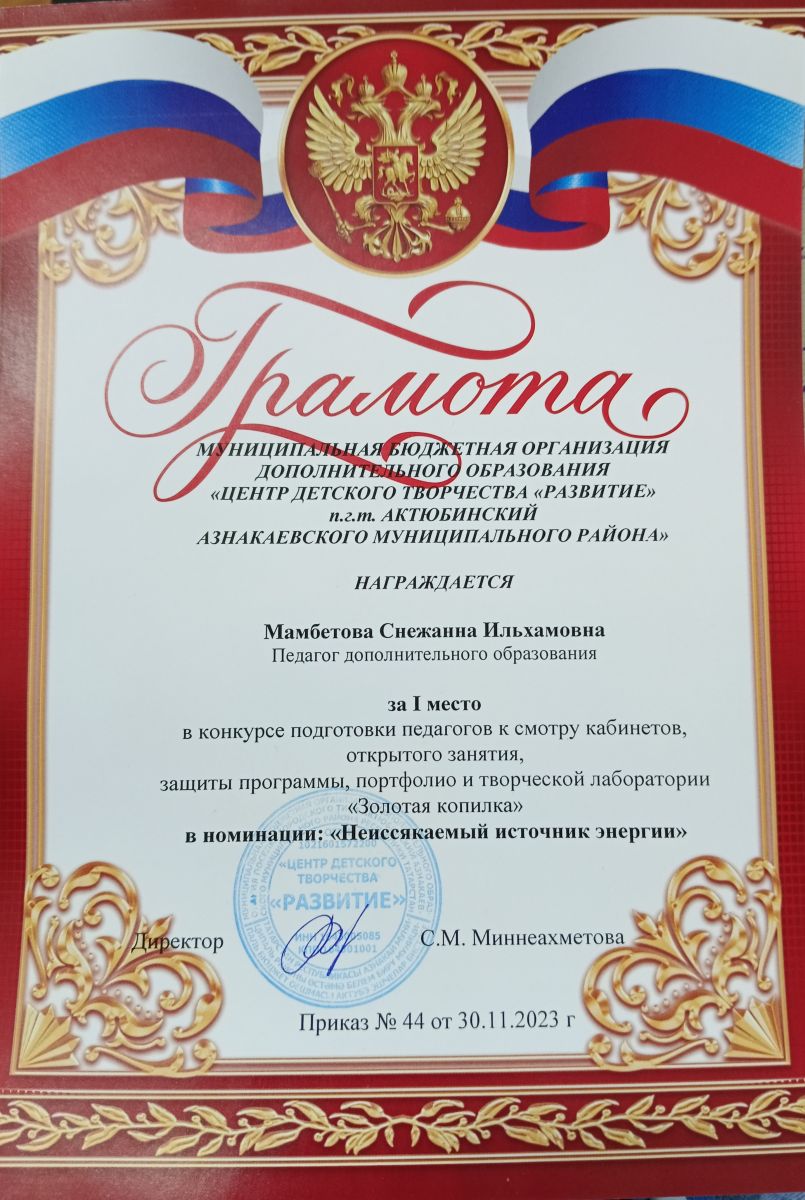 Грамота
МУНИЦИПАЛЬНАЯ БЮДЖЕТНАЯ ОРГАНИЗАЦИЯ
ДОПОЛНИТЕЛЬНОГО ОБРАЗОВАНИЯ
«ЦЕНТР ДЕТСКОГО ТВОРЧЕСТВА «РАЗВИТИЕ»
п.г.т. АКТЮБИНСКИЙ
АЗНАКАЕВСКОГО МУНИЦИПАЛЬНОГО РАЙОНА»
НАГРАЖДАЕТСЯ
Мамбетова Снежанна Ильхамовна
Педагог дополнительного образования
за I место
в конкурсе подготовки педагогов к смотру кабинетов,
открытого занятия,
защиты программы, портфолио и творческой лаборатории
«Золотая копилка»
в номинации: «Неиссякаемый источник энергии»
1021601572200
«ЦЕНТР ДЕТСКОГО
ТВОРЧЕСТВА
«РАЗВИТИЕ»
ИНН
Директор
С.М. Миннеахметова
Приказ № 44 от 30.11.2023 г